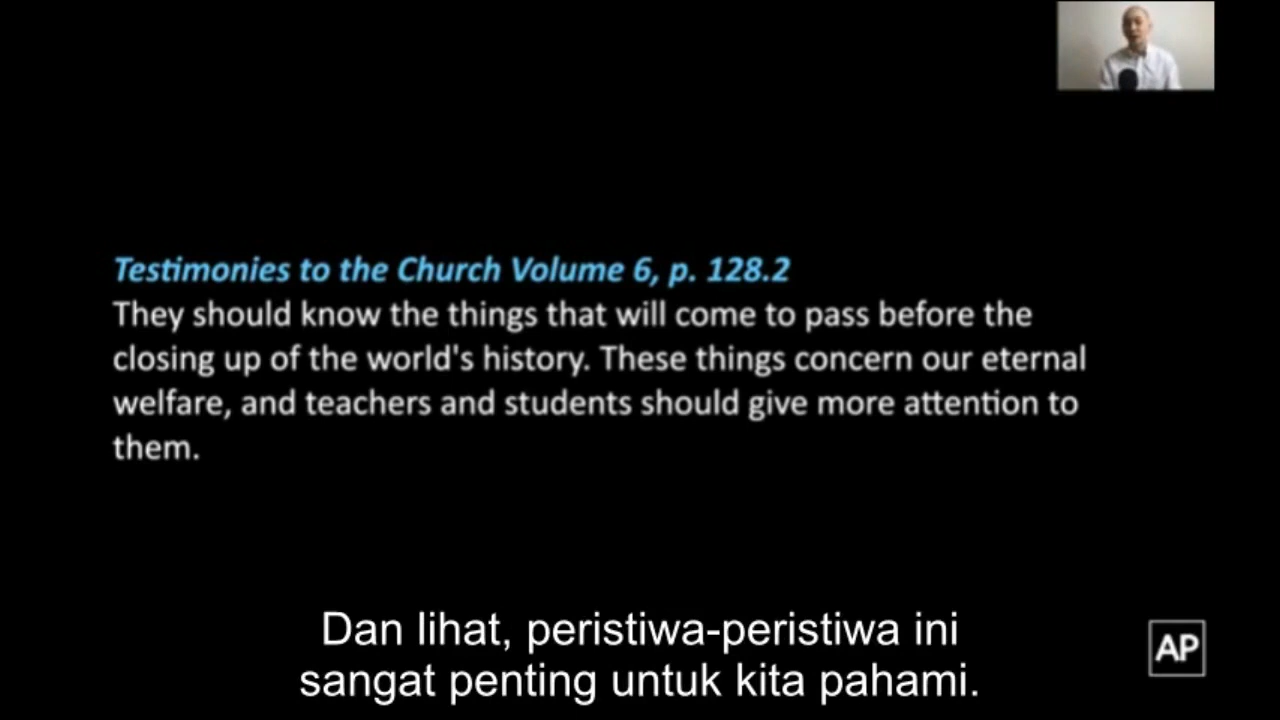 Testimonies to the Church Volume 6, p. 128.2
They should know the things that will come to pass before the
closing up of the world's history. These things concern our eternal
welfare, and teachers and students should give more attention to
them.
Dan lihat, peristiwa-peristiwa ini
sangat penting untuk kita pahami.
AP